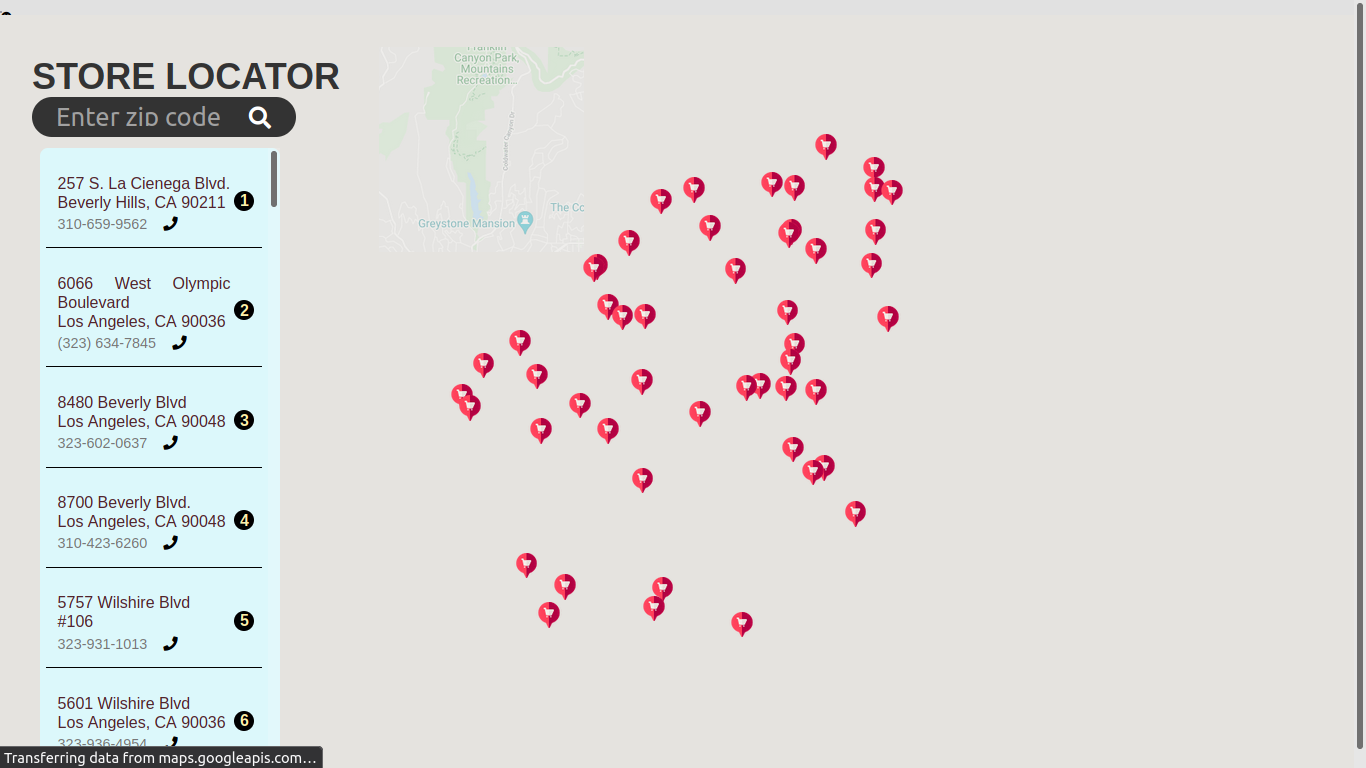 STORE LOCATOR
Enter zip code
257 S. La Cienega Blvd.
Beverly Hills, CA 90211
310-659-9562
1
6066 West Olympic
Boulevard
Los Angeles, CA 90036
(323) 634-7845
2
8480 Beverly Blvd
Los Angeles, CA 90048
323-602-0637
3
8700 Beverly Blvd.
Los Angeles, CA 90048
310-423-6260
4
5757 Wilshire Blvd
#106
323-931-1013
5
5601 Wilshire Blvd
Los Angeles, CA 90036
323-936-4954
6
Franklin
Canyon Park,
Mountains
Recreation...
Coldwater Canyon Dr
Greystone Mansion
The Co
Transferring data from maps.googleapis.com…